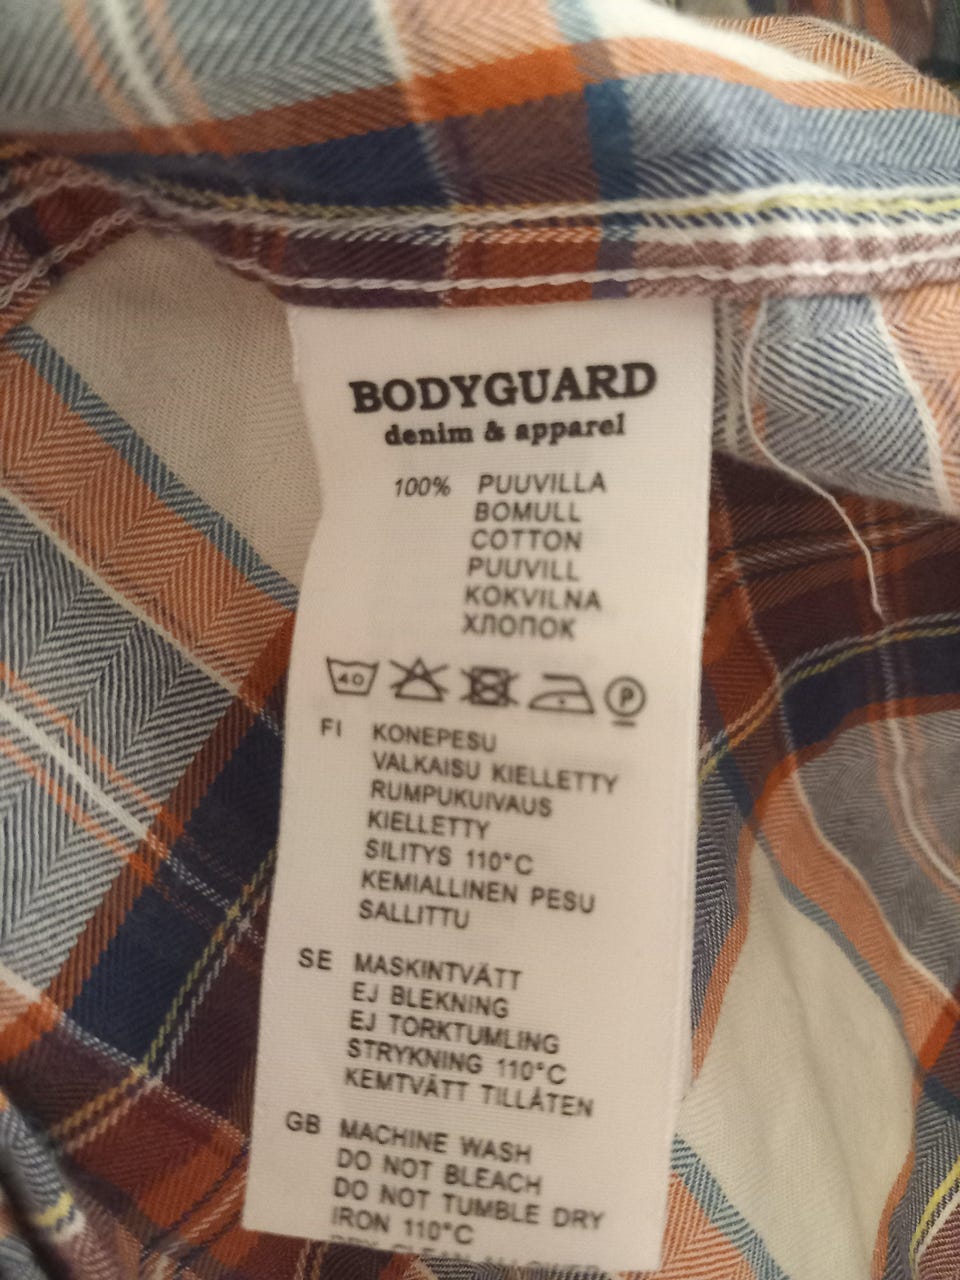 BODYGUARD
denim & apparel
100% PUUVILLA
BOMULL
COTTON
PUUVILL
KOKVILNA
ХЛОПОК
40 P
FI KONEPESU
VALKAISU KIELLETTY
RUMPUKUIVAUS
KIELLETTY
SILITYS 110°C
KEMIALLINEN PESU
SALLITTU
SE MASKINTVÄTT
EJ BLEKNING
EJ TORKTUMLING
STRYKNING 110°C
KEMTVÄTT TILLÅTEN
GB MACHINE WASH
DO NOT BLEACH
DO NOT TUMBLE DRY
IRON 110°C
DRY CLEAN